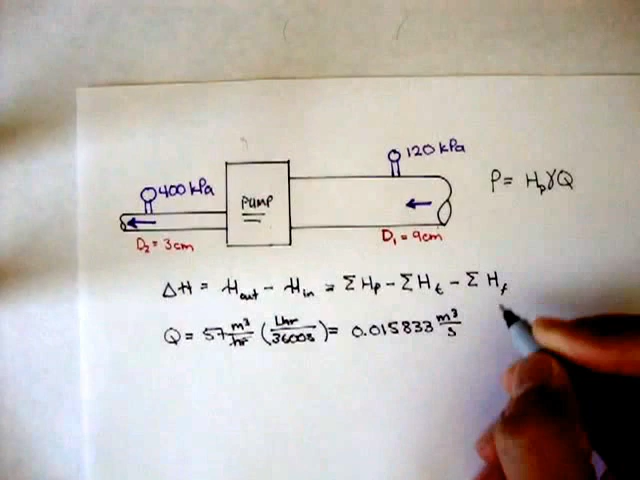 120 kPa
400 kPa
PUMP
P = HpγQ
D₂ = 3cm
D₁ = 9cm
ΔH = Hout - Hin = ΣHp - ΣHt - ΣHf
Q = 57 m³/hr (1hr/3600s) = 0.015833 m³/s